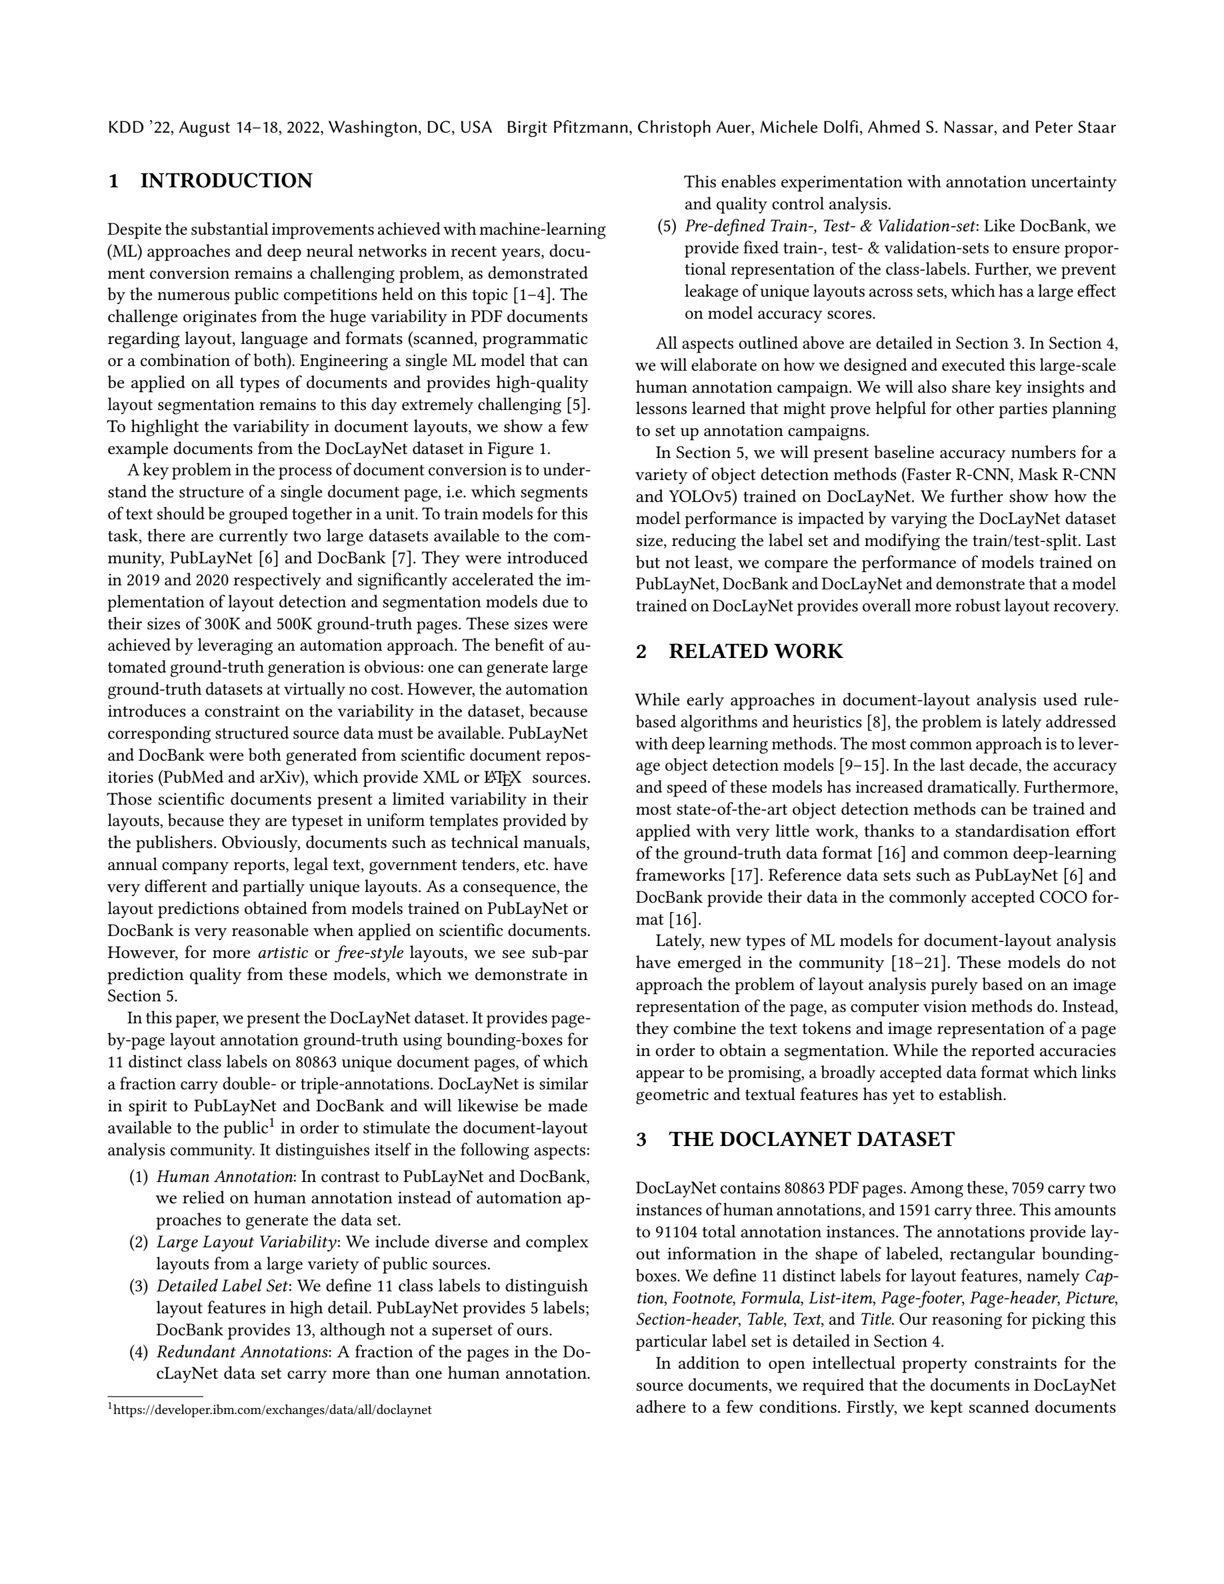 KDD ’22, August 14–18, 2022, Washington, DC, USA Birgit Pfitzmann, Christoph Auer, Michele Dolfi, Ahmed S. Nassar, and Peter Staar
1 INTRODUCTION
Despite the substantial improvements achieved with machine-learning
(ML) approaches and deep neural networks in recent years, docu-
ment conversion remains a challenging problem, as demonstrated
by the numerous public competitions held on this topic [1–4]. The
challenge originates from the huge variability in PDF documents
regarding layout, language and formats (scanned, programmatic
or a combination of both). Engineering a single ML model that can
be applied on all types of documents and provides high-quality
layout segmentation remains to this day extremely challenging [5].
To highlight the variability in document layouts, we show a few
example documents from the DocLayNet dataset in Figure 1.
A key problem in the process of document conversion is to under-
stand the structure of a single document page, i.e. which segments
of text should be grouped together in a unit. To train models for this
task, there are currently two large datasets available to the com-
munity, PubLayNet [6] and DocBank [7]. They were introduced
in 2019 and 2020 respectively and significantly accelerated the im-
plementation of layout detection and segmentation models due to
their sizes of 300K and 500K ground-truth pages. These sizes were
achieved by leveraging an automation approach. The benefit of au-
tomated ground-truth generation is obvious: one can generate large
ground-truth datasets at virtually no cost. However, the automation
introduces a constraint on the variability in the dataset, because
corresponding structured source data must be available. PubLayNet
and DocBank were both generated from scientific document repos-
itories (PubMed and arXiv), which provide XML or LATEX sources.
Those scientific documents present a limited variability in their
layouts, because they are typeset in uniform templates provided by
the publishers. Obviously, documents such as technical manuals,
annual company reports, legal text, government tenders, etc. have
very different and partially unique layouts. As a consequence, the
layout predictions obtained from models trained on PubLayNet or
DocBank is very reasonable when applied on scientific documents.
However, for more artistic or free-style layouts, we see sub-par
prediction quality from these models, which we demonstrate in
Section 5.
In this paper, we present the DocLayNet dataset. It provides page-
by-page layout annotation ground-truth using bounding-boxes for
11 distinct class labels on 80863 unique document pages, of which
a fraction carry double- or triple-annotations. DocLayNet is similar
in spirit to PubLayNet and DocBank and will likewise be made
available to the public1 in order to stimulate the document-layout
analysis community. It distinguishes itself in the following aspects:
(1) Human Annotation: In contrast to PubLayNet and DocBank,
we relied on human annotation instead of automation ap-
proaches to generate the data set.
(2) Large Layout Variability: We include diverse and complex
layouts from a large variety of public sources.
(3) Detailed Label Set: We define 11 class labels to distinguish
layout features in high detail. PubLayNet provides 5 labels;
DocBank provides 13, although not a superset of ours.
(4) Redundant Annotations: A fraction of the pages in the Do-
cLayNet data set carry more than one human annotation.
1https://developer.ibm.com/exchanges/data/all/doclaynet
This enables experimentation with annotation uncertainty
and quality control analysis.
(5) Pre-defined Train-, Test- & Validation-set: Like DocBank, we
provide fixed train-, test- & validation-sets to ensure propor-
tional representation of the class-labels. Further, we prevent
leakage of unique layouts across sets, which has a large effect
on model accuracy scores.
All aspects outlined above are detailed in Section 3. In Section 4,
we will elaborate on how we designed and executed this large-scale
human annotation campaign. We will also share key insights and
lessons learned that might prove helpful for other parties planning
to set up annotation campaigns.
In Section 5, we will present baseline accuracy numbers for a
variety of object detection methods (Faster R-CNN, Mask R-CNN
and YOLOv5) trained on DocLayNet. We further show how the
model performance is impacted by varying the DocLayNet dataset
size, reducing the label set and modifying the train/test-split. Last
but not least, we compare the performance of models trained on
PubLayNet, DocBank and DocLayNet and demonstrate that a model
trained on DocLayNet provides overall more robust layout recovery.
2 RELATED WORK
While early approaches in document-layout analysis used rule-
based algorithms and heuristics [8], the problem is lately addressed
with deep learning methods. The most common approach is to lever-
age object detection models [9–15]. In the last decade, the accuracy
and speed of these models has increased dramatically. Furthermore,
most state-of-the-art object detection methods can be trained and
applied with very little work, thanks to a standardisation effort
of the ground-truth data format [16] and common deep-learning
frameworks [17]. Reference data sets such as PubLayNet [6] and
DocBank provide their data in the commonly accepted COCO for-
mat [16].
Lately, new types of ML models for document-layout analysis
have emerged in the community [18–21]. These models do not
approach the problem of layout analysis purely based on an image
representation of the page, as computer vision methods do. Instead,
they combine the text tokens and image representation of a page
in order to obtain a segmentation. While the reported accuracies
appear to be promising, a broadly accepted data format which links
geometric and textual features has yet to establish.
3 THE DOCLAYNET DATASET
DocLayNet contains 80863 PDF pages. Among these, 7059 carry two
instances of human annotations, and 1591 carry three. This amounts
to 91104 total annotation instances. The annotations provide lay-
out information in the shape of labeled, rectangular bounding-
boxes. We define 11 distinct labels for layout features, namely Cap-
tion, Footnote, Formula, List-item, Page-footer, Page-header, Picture,
Section-header, Table, Text, and Title. Our reasoning for picking this
particular label set is detailed in Section 4.
In addition to open intellectual property constraints for the
source documents, we required that the documents in DocLayNet
adhere to a few conditions. Firstly, we kept scanned documents